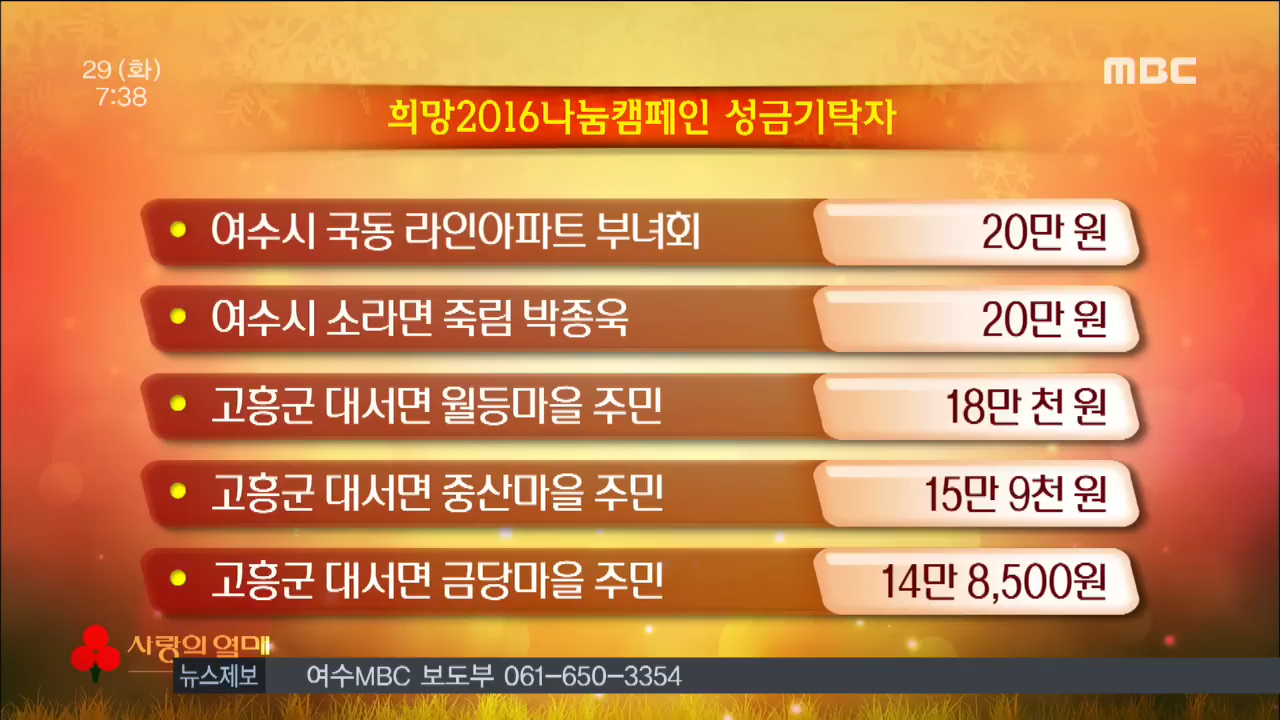 29 (화)
7:38
MBC
희망2016나눔캠페인 성금기탁자
여수시 국동 라인아파트 부녀회 20만 원
여수시 소라면 죽림 박종욱 20만 원
고흥군 대서면 월등마을 주민 18만 천 원
고흥군 대서면 중산마을 주민 15만 9천 원
고흥군 대서면 금당마을 주민 14만 8,500원
사랑의 열매
뉴스제보 여수MBC 보도부 061-650-3354